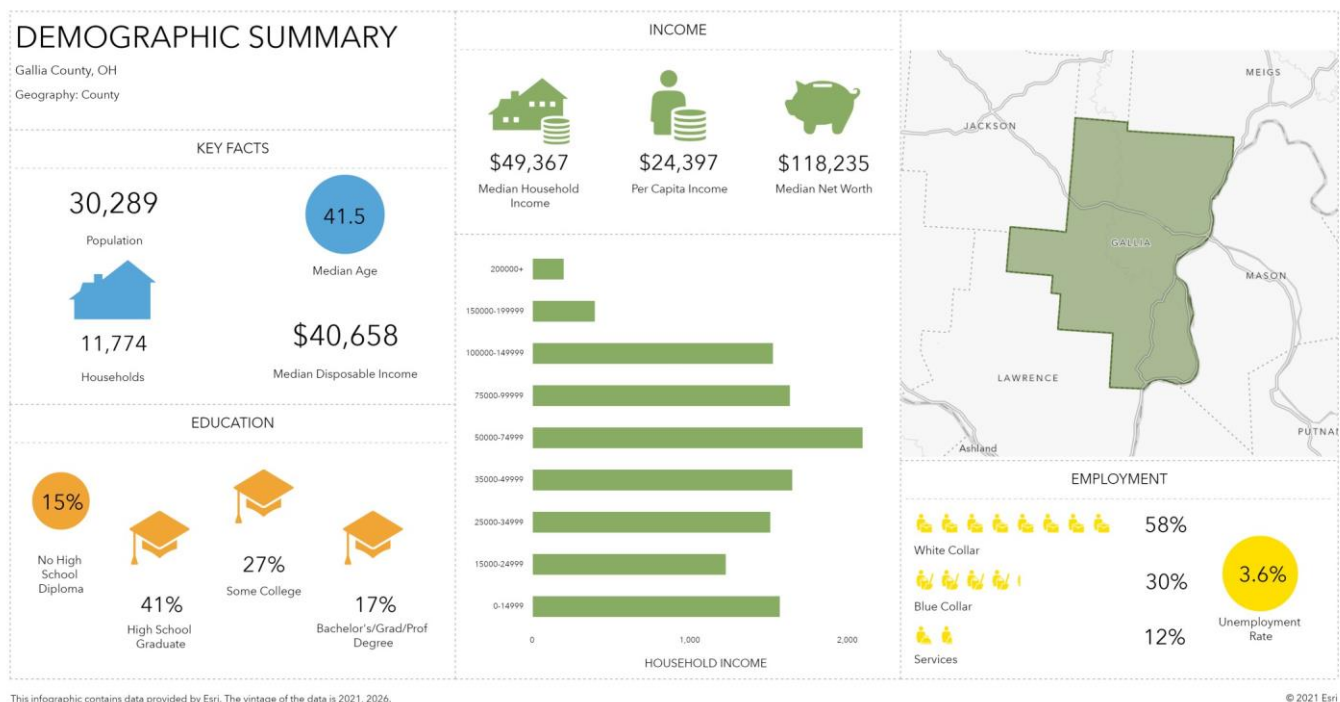 DEMOGRAPHIC SUMMARY
Gallia County, OH
Geography: County
KEY FACTS
30,289
Population
41.5
Median Age
11,774
Households
$40,658
Median Disposable Income
EDUCATION
15%
No High
School
Diploma
41%
High School
Graduate
27%
Some College
17%
Bachelor's/Grad/Prof
Degree
INCOME
$49,367
Median Household
Income
$24,397
Per Capita Income
$118,235
Median Net Worth
200000+
150000-199999
100000-149999
75000-99999
50000-74999
35000-49999
25000-34999
15000-24999
0-14999
0
1,000
2,000
HOUSEHOLD INCOME
MEIGS
JACKSON
GALLIA
MASON
LAWRENCE
PUTNA
Ashland
EMPLOYMENT
58%
White Collar
30%
Blue Collar
12%
Services
3.6%
Unemployment
Rate
This infographic contains data provided by Esri. The vintage of the data is 2021, 2026.
© 2021 Esri